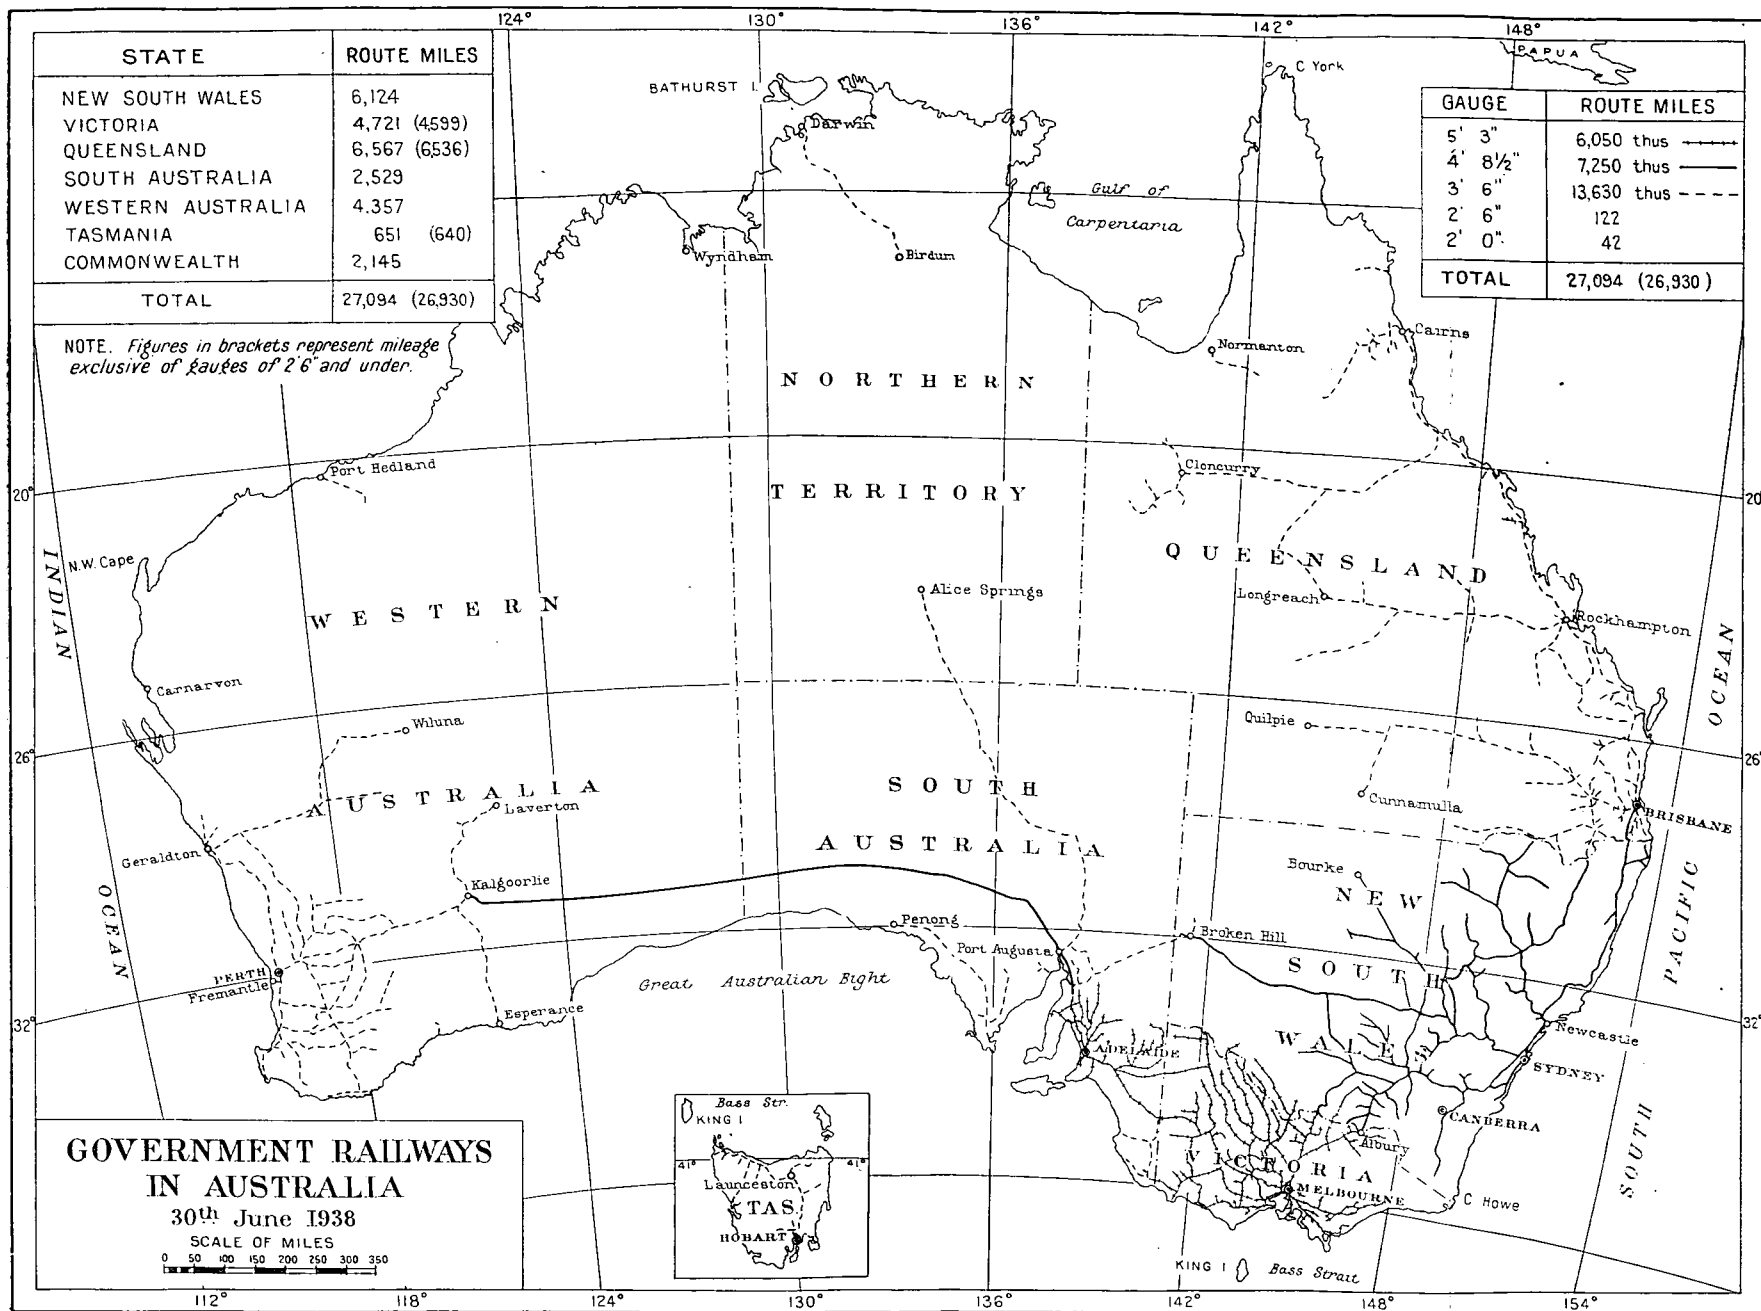 124° 130° 136° 142° 148°
STATE ROUTE MILES
NEW SOUTH WALES 6,124
VICTORIA 4,721 (4,599)
QUEENSLAND 6,567 (6,536)
SOUTH AUSTRALIA 2,529
WESTERN AUSTRALIA 4.357
TASMANIA 651 (640)
COMMONWEALTH 2,145
TOTAL 27,094 (26,930)
NOTE. Figures in brackets represent mileage
exclusive of gauges of 2'6" and under.
PAPUA
GAUGE ROUTE MILES
5' 3" 6,050 thus
4' 8½" 7,250 thus
3' 6" 13,630 thus
2' 6" 122
2' 0" 42
TOTAL 27,094 (26,930)
BATHURST I.
C York
Darwin
Gulf of
Carpentaria
Wyndham
Birdum
Cairns
Normanton
NORTHERN
Port Hedland
Cloncurry
20°
TERRITORY
20°
N.W. Cape
INDIAN
QUEENSLAND
Alice Springs
Longreach
WESTERN
Rockhampton
OCEAN
Carnarvon
Wiluna
Quilpie
26°
26°
SOUTH
AUSTRALIA
Laverton
Cunnamulla
BRISBANE
Geraldton
AUSTRALIA
Bourke
Kalgoorlie
NEW
OCEAN
PACIFIC
Penong
Broken Hill
Port Augusta
PERTH
Fremantle
Great Australian Bight
SOUTH
Esperance
32°
32°
Newcastle
WALES
ADELAIDE
SYDNEY
CANBERRA
SOUTH
Albury
VICTORIA
MELBOURNE
C Howe
Bass Str.
KING I
41° 41°
Launceston
TAS.
HOBART
KING I Bass Strait
GOVERNMENT RAILWAYS
IN AUSTRALIA
30th June 1938
SCALE OF MILES
0 50 100 150 200 250 300 350
112° 118° 124° 130° 136° 142° 148° 154°